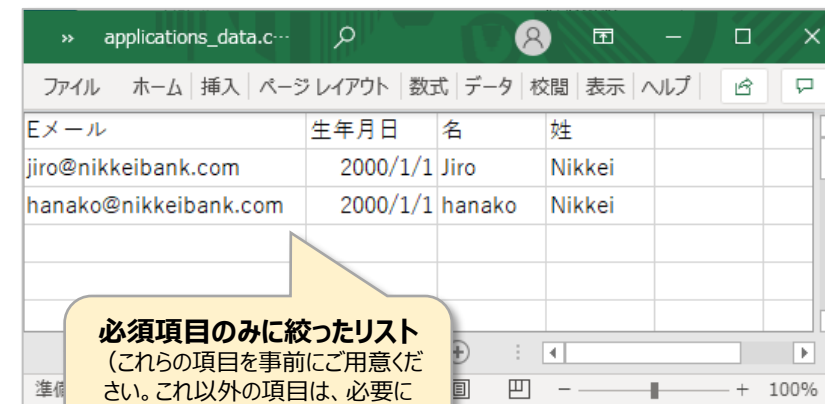 » applications_data.c…
ファイル ホーム 挿入 ページ レイアウト 数式 データ 校閲 表示 ヘルプ
Eメール 生年月日 名 姓
jiro@nikkeibank.com 2000/1/1 Jiro Nikkei
hanako@nikkeibank.com 2000/1/1 hanako Nikkei
必須項目のみに絞ったリスト
（これらの項目を事前にご用意くだ
さい。これ以外の項目は、必要に
準備
100%